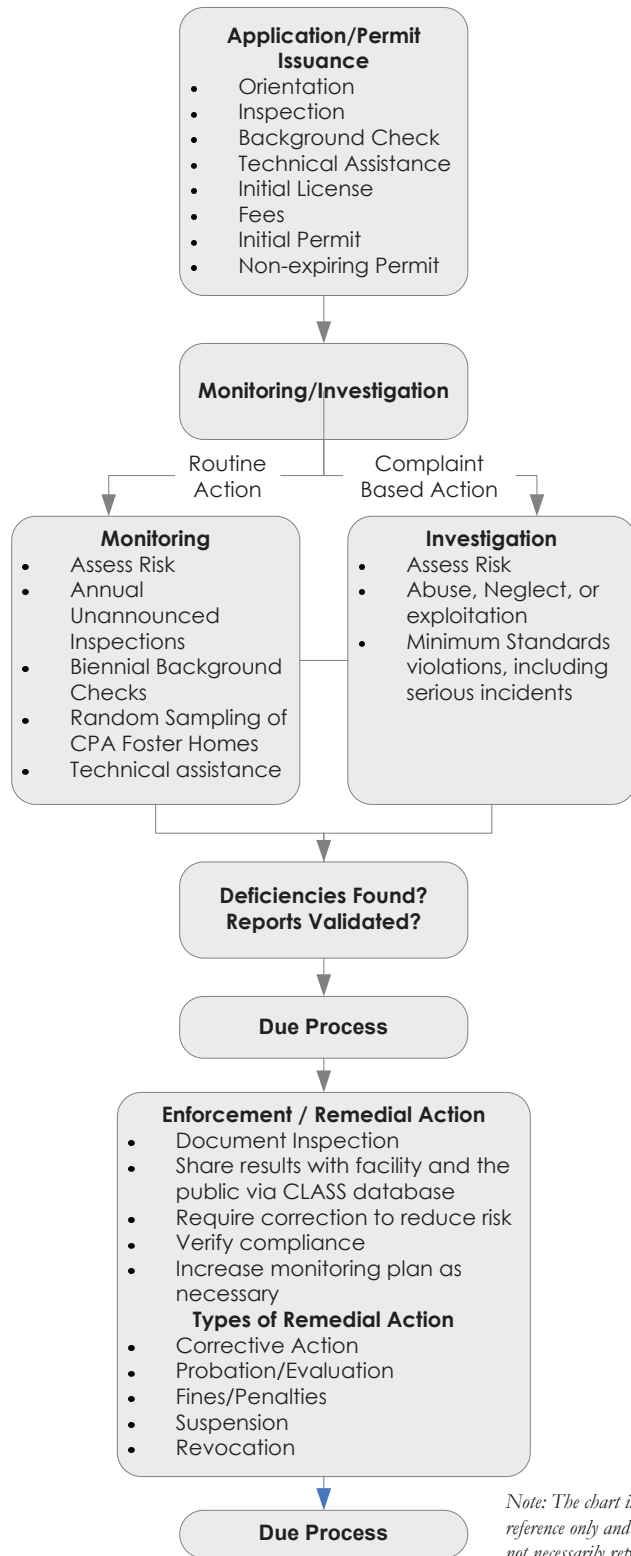 Application/Permit
Issuance
• Orientation
• Inspection
• Background Check
• Technical Assistance
• Initial License
• Fees
• Initial Permit
• Non-expiring Permit
Monitoring/Investigation
Routine
Action
Complaint
Based Action
Monitoring
• Assess Risk
• Annual
Unannounced
Inspections
• Biennial Background
Checks
• Random Sampling of
CPA Foster Homes
• Technical assistance
Investigation
• Assess Risk
• Abuse, Neglect, or
exploitation
• Minimum Standards
violations, including
serious incidents
Deficiencies Found?
Reports Validated?
Due Process
Enforcement / Remedial Action
• Document Inspection
• Share results with facility and the
public via CLASS database
• Require correction to reduce risk
• Verify compliance
• Increase monitoring plan as
necessary
Types of Remedial Action
• Corrective Action
• Probation/Evaluation
• Fines/Penalties
• Suspension
• Revocation
Due Process
Note: The chart
reference only and
not necessarily